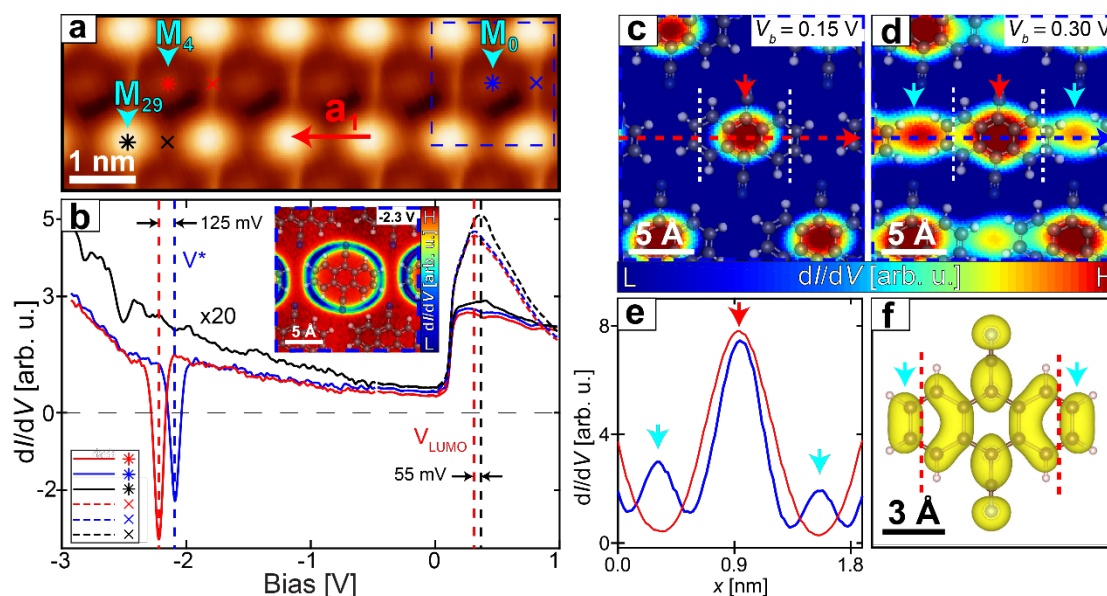 a
M4
M0
M29
a1
1 nm
b
125 mV
V*
x20
-2.3 V
L dI/dV [arb. u.] H
5 Å
VLUMO
55 mV
dI/dV [arb. u.]
5
3
0
-2
-3 -2 -1 0 1
Bias [V]
c
Vb = 0.15 V
5 Å
d
Vb = 0.30 V
5 Å
L dI/dV [arb. u.] H
e
dI/dV [arb. u.]
8
4
0
0.0 0.9 1.8
x [nm]
f
3 Å